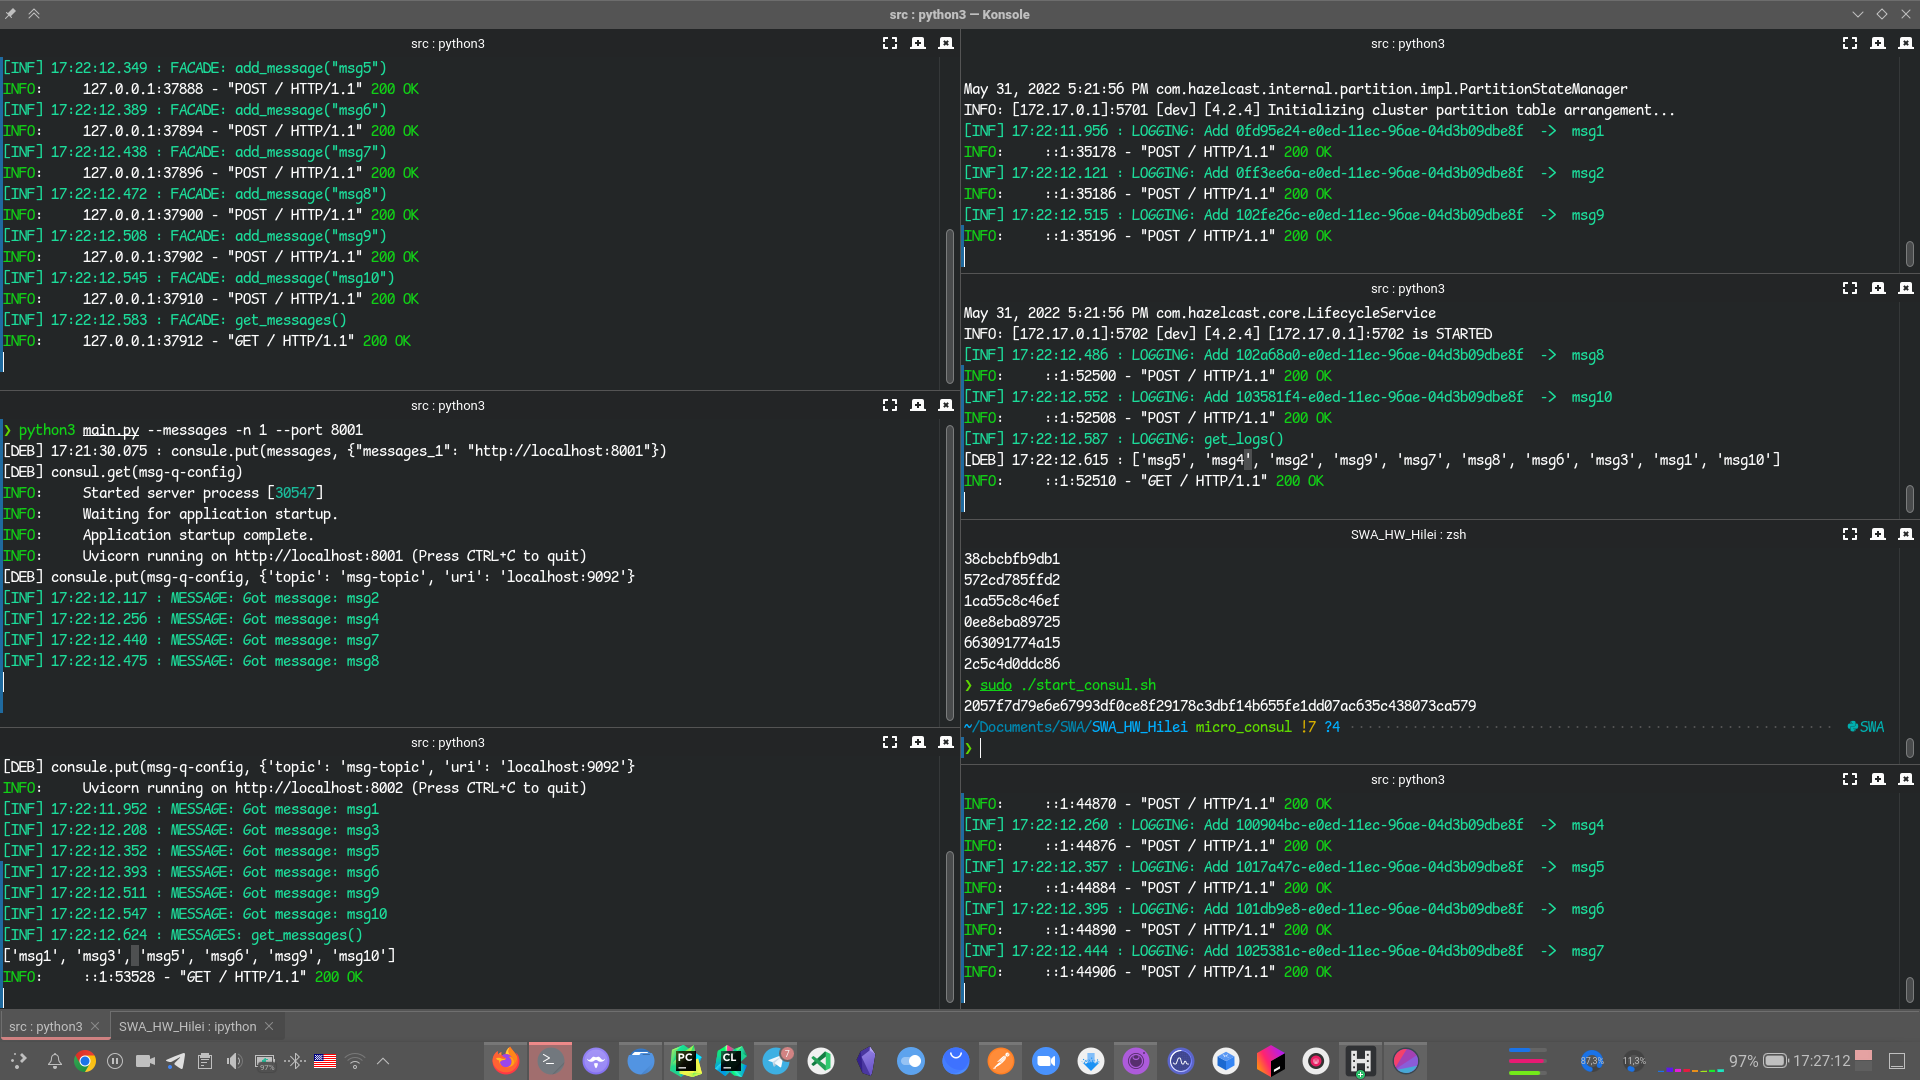 src : python3 — Konsole
src : python3
[INF] 17:22:12.349 : FACADE: add_message("msg5")
INFO:     127.0.0.1:37888 - "POST / HTTP/1.1" 200 OK
[INF] 17:22:12.389 : FACADE: add_message("msg6")
INFO:     127.0.0.1:37894 - "POST / HTTP/1.1" 200 OK
[INF] 17:22:12.438 : FACADE: add_message("msg7")
INFO:     127.0.0.1:37896 - "POST / HTTP/1.1" 200 OK
[INF] 17:22:12.472 : FACADE: add_message("msg8")
INFO:     127.0.0.1:37900 - "POST / HTTP/1.1" 200 OK
[INF] 17:22:12.508 : FACADE: add_message("msg9")
INFO:     127.0.0.1:37902 - "POST / HTTP/1.1" 200 OK
[INF] 17:22:12.545 : FACADE: add_message("msg10")
INFO:     127.0.0.1:37910 - "POST / HTTP/1.1" 200 OK
[INF] 17:22:12.583 : FACADE: get_messages()
INFO:     127.0.0.1:37912 - "GET / HTTP/1.1" 200 OK
src : python3
❯ python3 main.py --messages -n 1 --port 8001
[DEB] 17:21:30.075 : console.put(messages, {"messages_1": "http://localhost:8001"})
[DEB] consul.get(msg-q-config)
INFO:     Started server process [30547]
INFO:     Waiting for application startup.
INFO:     Application startup complete.
INFO:     Uvicorn running on http://localhost:8001 (Press CTRL+C to quit)
[DEB] console.put(msg-q-config, {'topic': 'msg-topic', 'uri': 'localhost:9092'}
[INF] 17:22:12.117 : MESSAGE: Got message: msg2
[INF] 17:22:12.256 : MESSAGE: Got message: msg4
[INF] 17:22:12.440 : MESSAGE: Got message: msg7
[INF] 17:22:12.475 : MESSAGE: Got message: msg8
src : python3
[DEB] console.put(msg-q-config, {'topic': 'msg-topic', 'uri': 'localhost:9092'}
INFO:     Uvicorn running on http://localhost:8002 (Press CTRL+C to quit)
[INF] 17:22:11.952 : MESSAGE: Got message: msg1
[INF] 17:22:12.208 : MESSAGE: Got message: msg3
[INF] 17:22:12.352 : MESSAGE: Got message: msg5
[INF] 17:22:12.393 : MESSAGE: Got message: msg6
[INF] 17:22:12.511 : MESSAGE: Got message: msg9
[INF] 17:22:12.547 : MESSAGE: Got message: msg10
[INF] 17:22:12.624 : MESSAGES: get_messages()
['msg1', 'msg3', 'msg5', 'msg6', 'msg9', 'msg10']
INFO:     ::1:53528 - "GET / HTTP/1.1" 200 OK
src : python3
May 31, 2022 5:21:56 PM com.hazelcast.internal.partition.impl.PartitionStateManager
INFO: [172.17.0.1]:5701 [dev] [4.2.4] Initializing cluster partition table arrangement...
[INF] 17:22:11.956 : LOGGING: Add 0fd95e24-e0ed-11ec-96ae-04d3b09dbe8f  ->  msg1
INFO:     ::1:35178 - "POST / HTTP/1.1" 200 OK
[INF] 17:22:12.121 : LOGGING: Add 0ff3ee6a-e0ed-11ec-96ae-04d3b09dbe8f  ->  msg2
INFO:     ::1:35186 - "POST / HTTP/1.1" 200 OK
[INF] 17:22:12.515 : LOGGING: Add 102fe26c-e0ed-11ec-96ae-04d3b09dbe8f  ->  msg9
INFO:     ::1:35196 - "POST / HTTP/1.1" 200 OK
src : python3
May 31, 2022 5:21:56 PM com.hazelcast.core.LifecycleService
INFO: [172.17.0.1]:5702 [dev] [4.2.4] [172.17.0.1]:5702 is STARTED
[INF] 17:22:12.486 : LOGGING: Add 102a68a0-e0ed-11ec-96ae-04d3b09dbe8f  ->  msg8
INFO:     ::1:52500 - "POST / HTTP/1.1" 200 OK
[INF] 17:22:12.552 : LOGGING: Add 103581f4-e0ed-11ec-96ae-04d3b09dbe8f  ->  msg10
INFO:     ::1:52508 - "POST / HTTP/1.1" 200 OK
[INF] 17:22:12.587 : LOGGING: get_logs()
[DEB] 17:22:12.615 : ['msg5', 'msg4', 'msg2', 'msg9', 'msg7', 'msg8', 'msg6', 'msg3', 'msg1', 'msg10']
INFO:     ::1:52510 - "GET / HTTP/1.1" 200 OK
SWA_HW_Hilei : zsh
38cbcbfb9db1
572cd785ffd2
1ca55c8c46ef
0ee8eba89725
663091774a15
2c5c4d0ddc86
❯ sudo ./start_consul.sh
2057f7d79e6e67993df0ce8f29178c3dbf14b655fe1dd07ac635c438073ca579
~/Documents/SWA/SWA_HW_Hilei micro_consul !7 ?4 SWA
❯
src : python3
INFO:     ::1:44870 - "POST / HTTP/1.1" 200 OK
[INF] 17:22:12.260 : LOGGING: Add 100904bc-e0ed-11ec-96ae-04d3b09dbe8f  ->  msg4
INFO:     ::1:44876 - "POST / HTTP/1.1" 200 OK
[INF] 17:22:12.357 : LOGGING: Add 1017a47c-e0ed-11ec-96ae-04d3b09dbe8f  ->  msg5
INFO:     ::1:44884 - "POST / HTTP/1.1" 200 OK
[INF] 17:22:12.395 : LOGGING: Add 101db9e8-e0ed-11ec-96ae-04d3b09dbe8f  ->  msg6
INFO:     ::1:44890 - "POST / HTTP/1.1" 200 OK
[INF] 17:22:12.444 : LOGGING: Add 1025381c-e0ed-11ec-96ae-04d3b09dbe8f  ->  msg7
INFO:     ::1:44906 - "POST / HTTP/1.1" 200 OK
src : python3
SWA_HW_Hilei : ipython
97%
PC
CL
7
87,3%
11,3%
97%
17:27:12